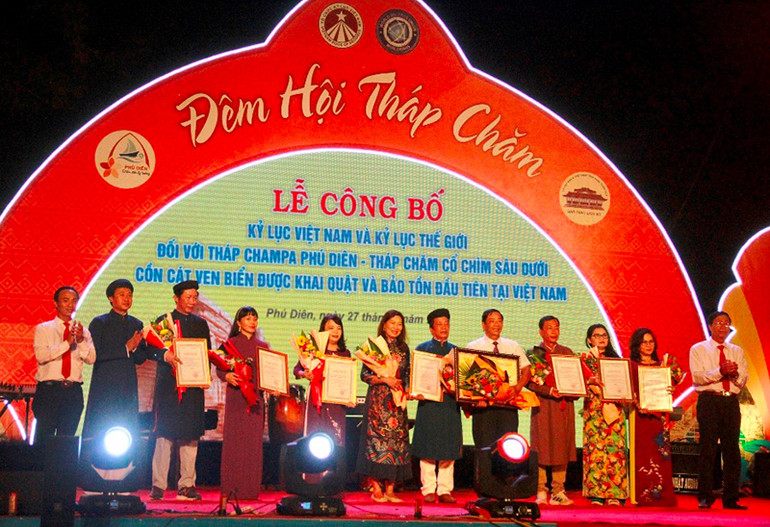 Đêm Hội Tháp Chăm
PHÚ DIÊN
LỄ CÔNG BỐ
KỶ LỤC VIỆT NAM VÀ KỶ LỤC THẾ GIỚI
ĐỐI VỚI THÁP CHAMPA PHÚ DIÊN - THÁP CHĂM CỔ CHÌM SÂU DƯỚI
CỒN CÁT VEN BIỂN ĐƯỢC KHAI QUẬT VÀ BẢO TỒN ĐẦU TIÊN TẠI VIỆT NAM
Phú Diên, ngày 27 tháng